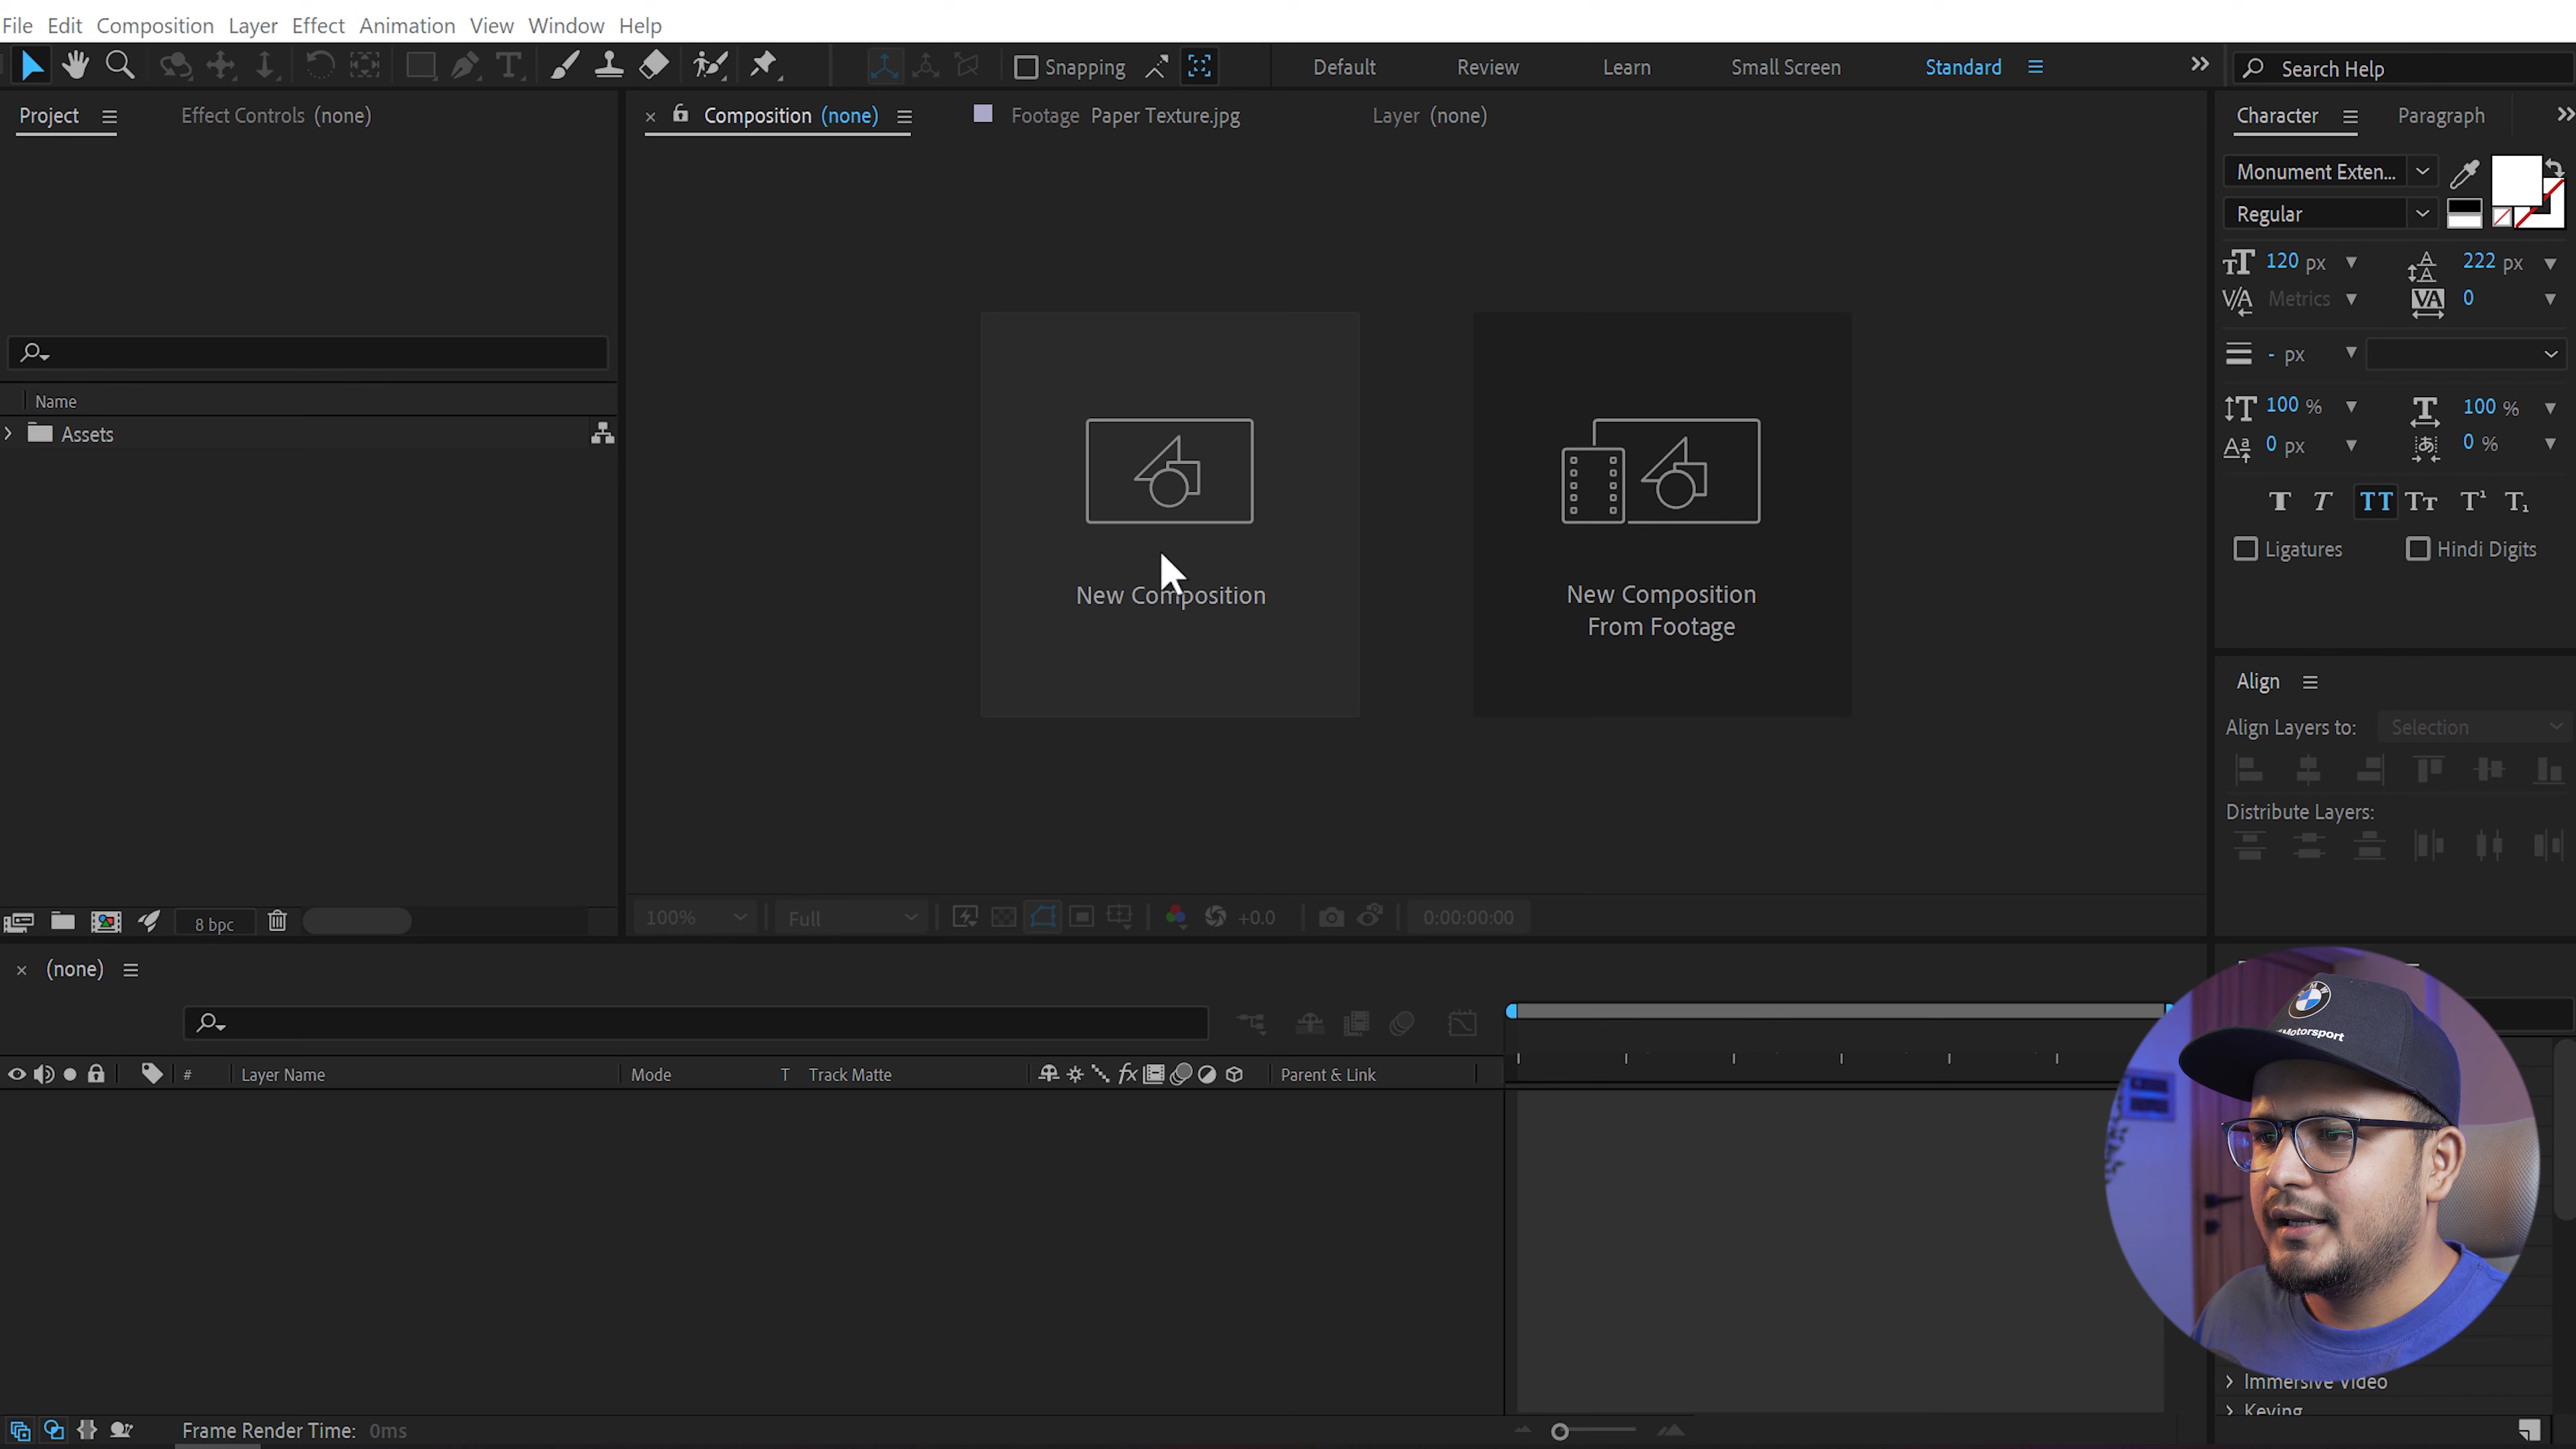 File Edit Composition Layer Effect Animation View Window Help
Snapping Default Review Learn Small Screen Standard Search Help
Project Effect Controls (none) Composition (none) Footage Paper Texture.jpg Layer (none) Character Paragraph
Monument Exten...
Regular
120 px 222 px
Metrics 0
- px
100 % 100 %
0 px 0 %
Ligatures Hindi Digits
Name
Assets
New Composition
New Composition
From Footage
Align
Align Layers to: Selection
Distribute Layers:
8 bpc 100% Full +0.0 0:00:00:00
(none)
# Layer Name Mode T Track Matte fx Parent & Link
BMW
Motorsport
Immersive Video
Keying
Frame Render Time: 0ms